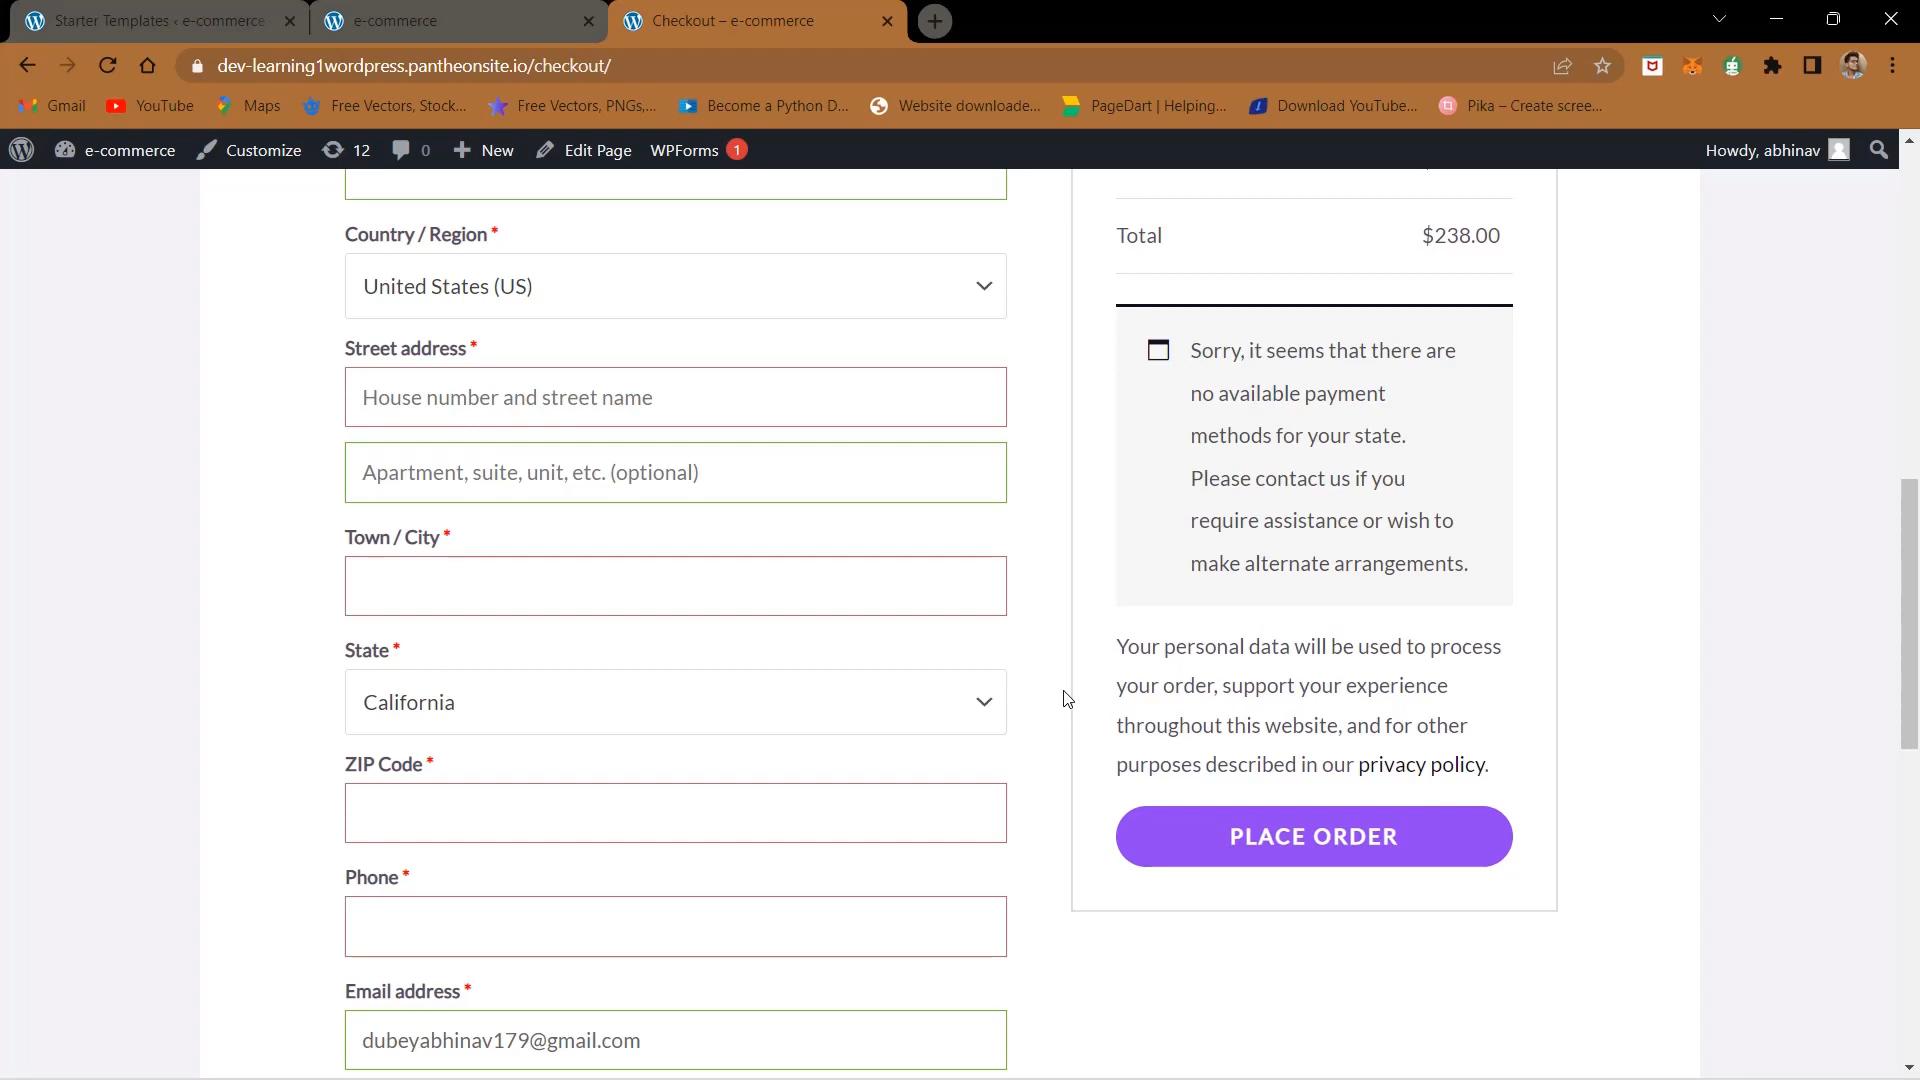 Starter Templates ‹ e-commerce
e-commerce
Checkout – e-commerce
dev-learning1wordpress.pantheonsite.io/checkout/
Gmail
YouTube
Maps
Free Vectors, Stock...
Free Vectors, PNGs,...
Become a Python D...
Website downloade...
PageDart | Helping...
Download YouTube...
Pika – Create scree...
e-commerce
Customize
12
0
New
Edit Page
WPForms 1
Howdy, abhinav
Country / Region *
United States (US)
Street address *
House number and street name
Apartment, suite, unit, etc. (optional)
Town / City *
State *
California
ZIP Code *
Phone *
Email address *
dubeyabhinav179@gmail.com
Total $238.00
Sorry, it seems that there are
no available payment
methods for your state.
Please contact us if you
require assistance or wish to
make alternate arrangements.
Your personal data will be used to process
your order, support your experience
throughout this website, and for other
purposes described in our privacy policy.
PLACE ORDER